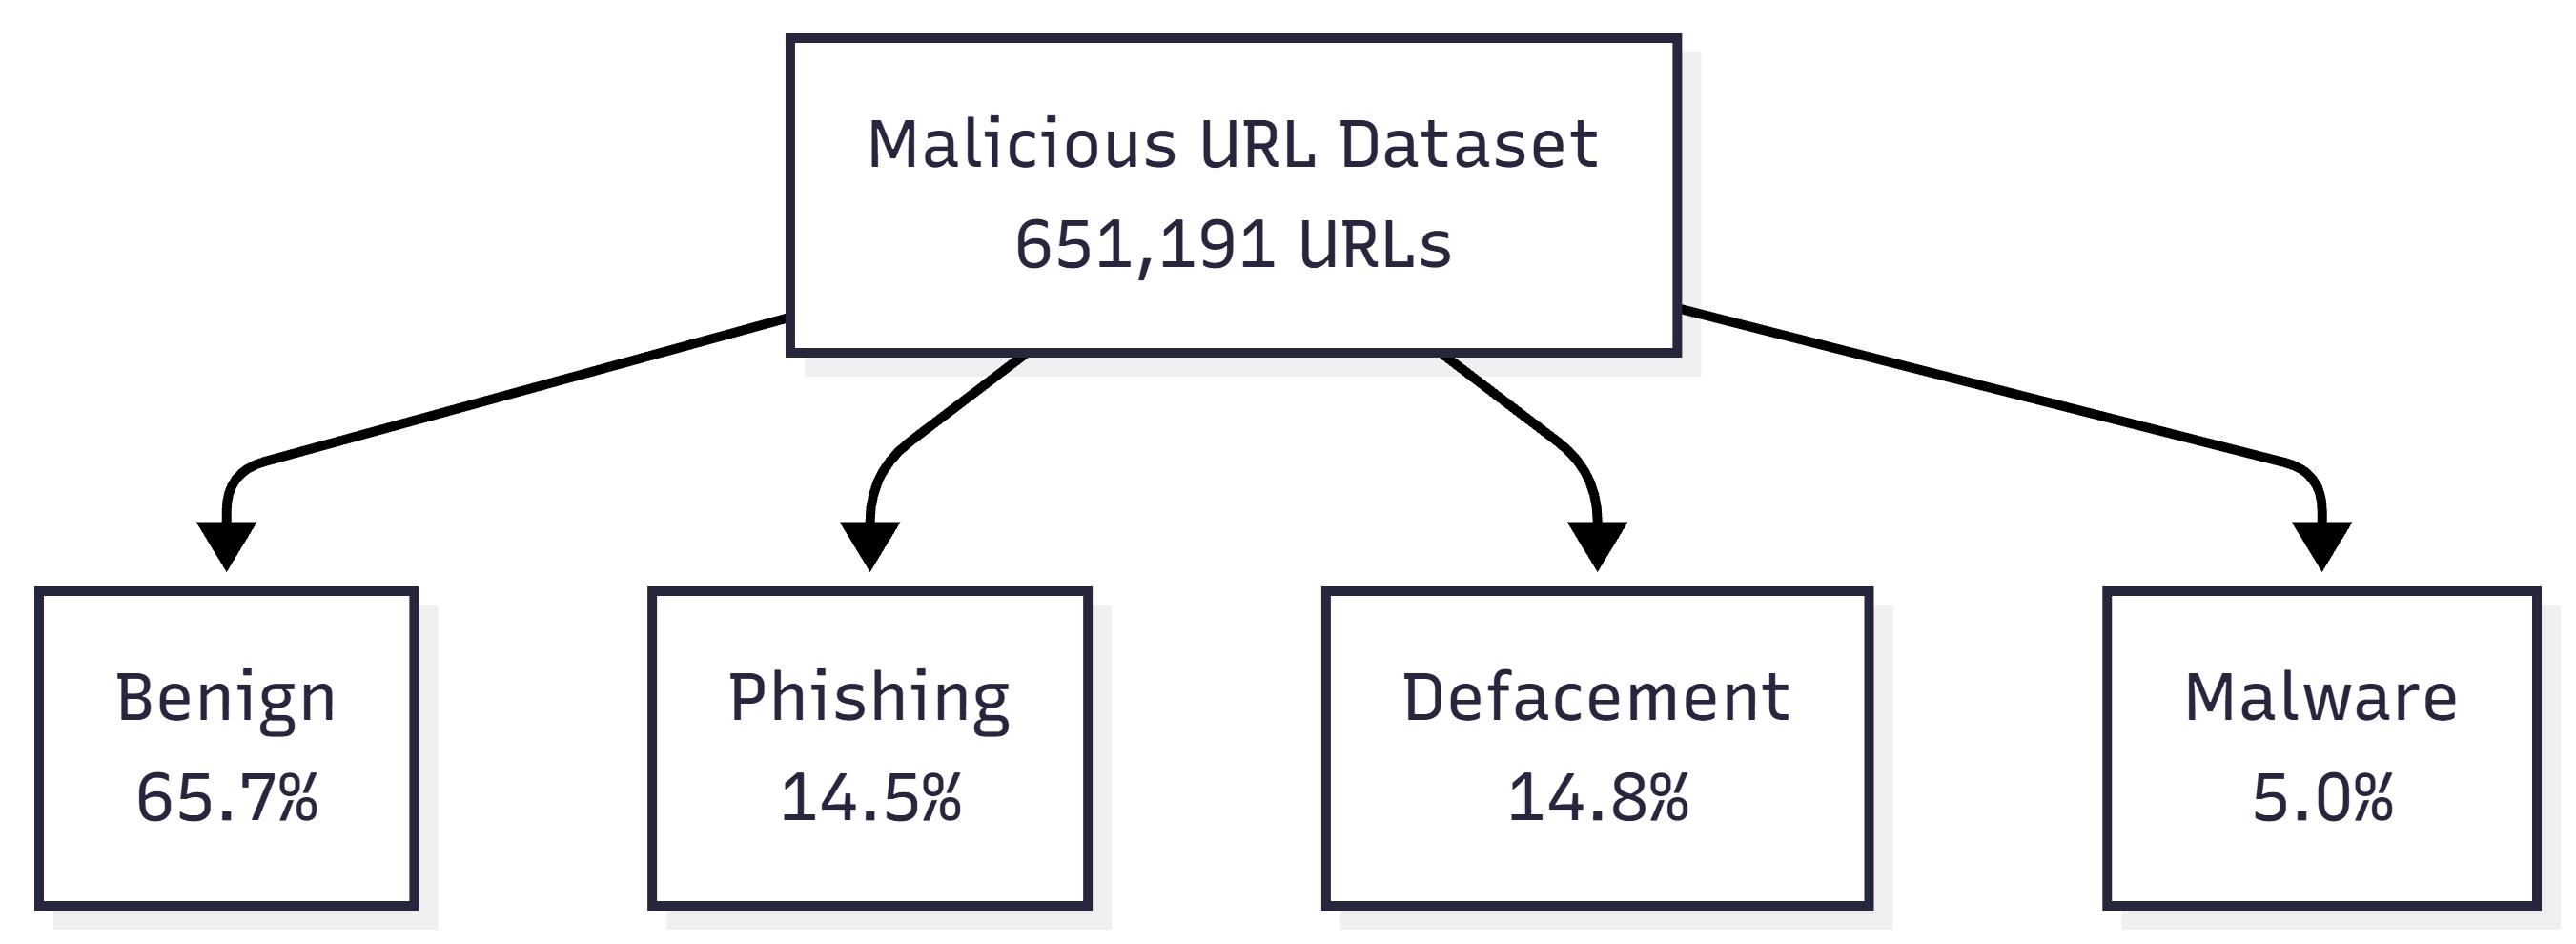 Malicious URL Dataset
651,191 URLs
Benign
65.7%
Phishing
14.5%
Defacement
14.8%
Malware
5.0%